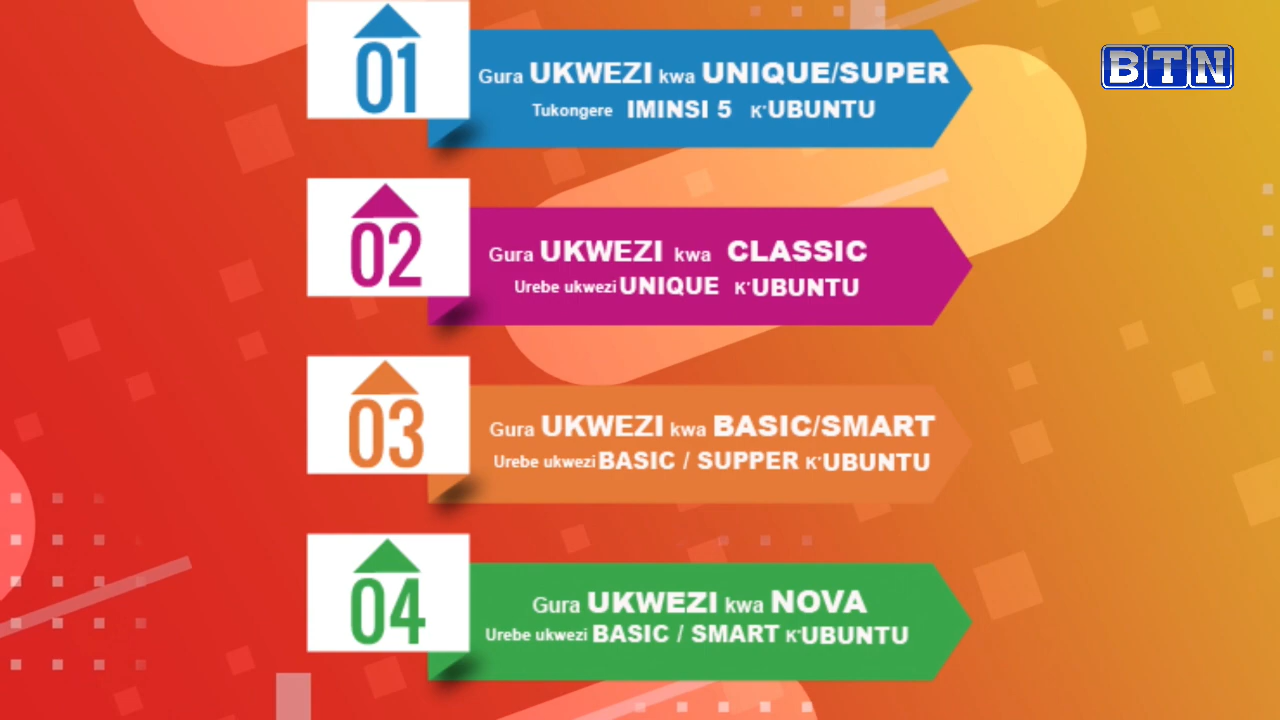 01
Gura UKWEZI kwa UNIQUE/SUPER
Tukongere IMINSI 5 K'UBUNTU
BTN
02
Gura UKWEZI kwa CLASSIC
Urebe ukwezi UNIQUE K'UBUNTU
03
Gura UKWEZI kwa BASIC/SMART
Urebe ukwezi BASIC / SUPPER K'UBUNTU
04
Gura UKWEZI kwa NOVA
Urebe ukwezi BASIC / SMART K'UBUNTU